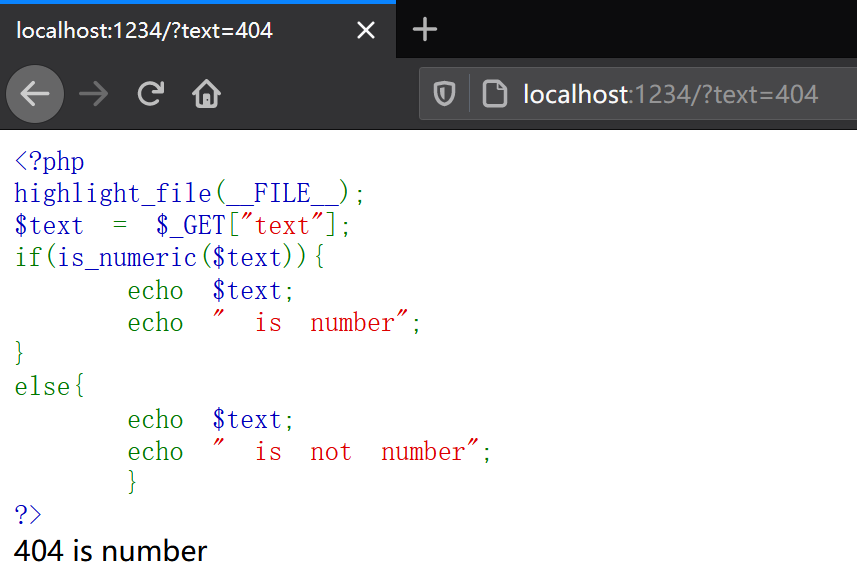 localhost:1234/?text=404
localhost:1234/?text=404
<?php
highlight_file(__FILE__);
$text  =  $_GET["text"];
if(is_numeric($text)){
        echo  $text;
        echo  "  is  number";
}
else{
        echo  $text;
        echo  "  is  not  number";
        }
?>
404 is number